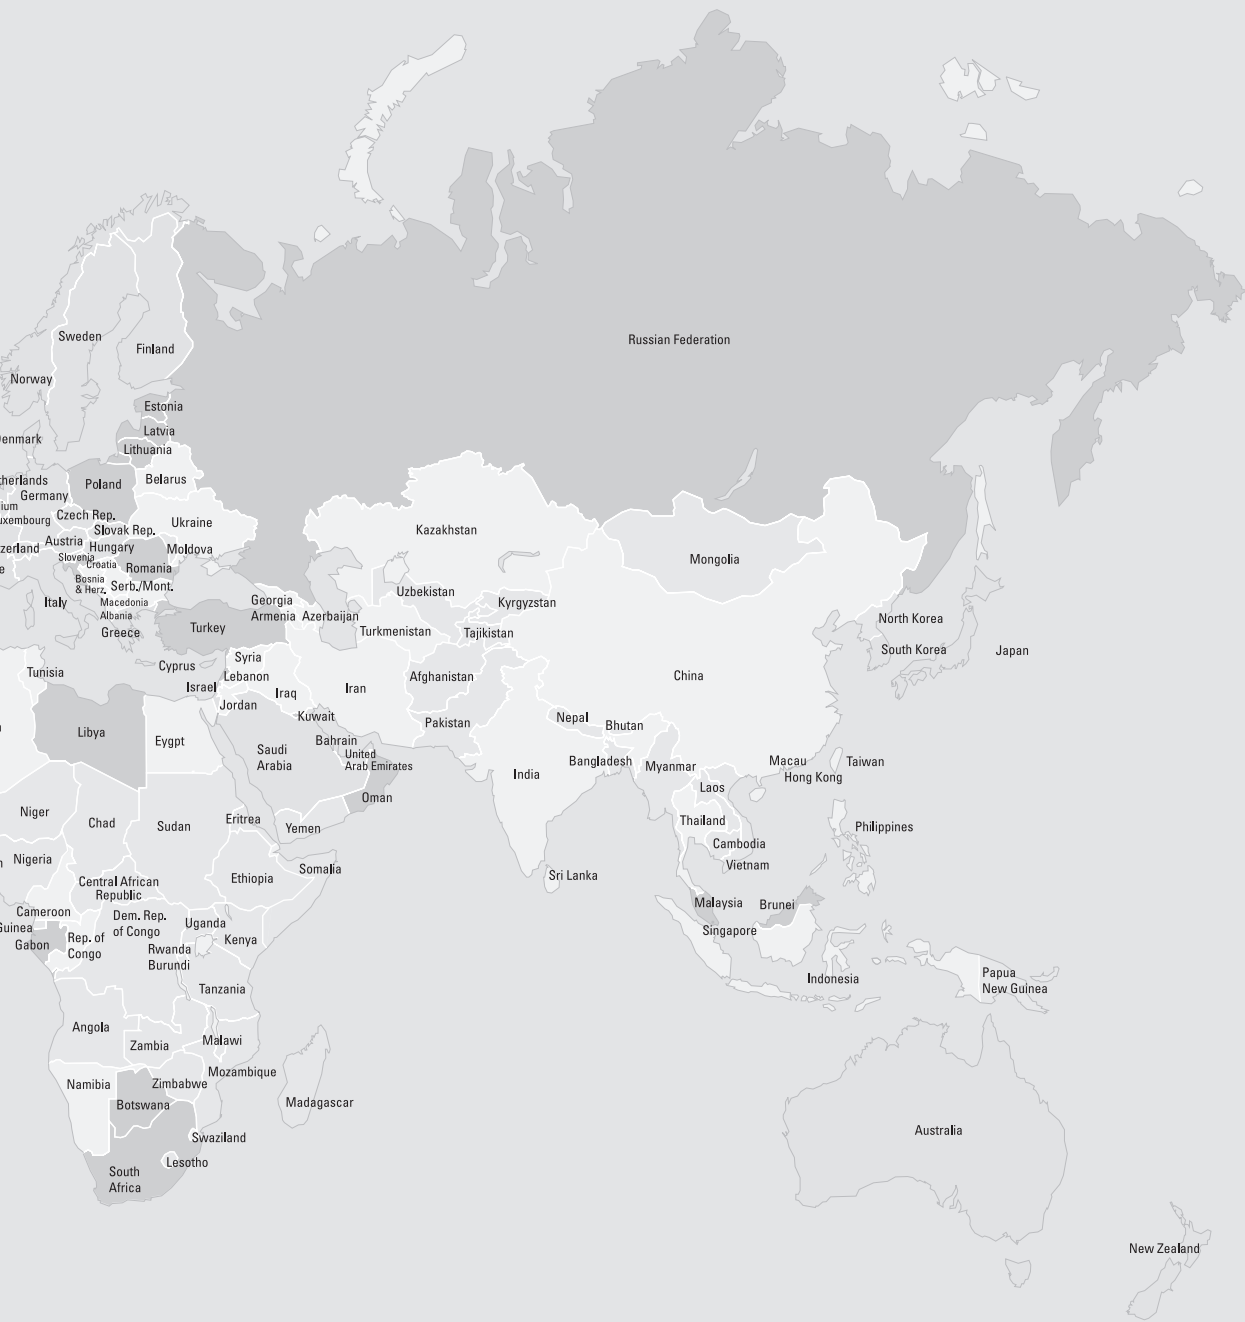 Russian Federation
Sweden
Finland
Norway
Estonia
Latvia
enmark
Lithuania
therlands
Poland
Belarus
Germany
ium
uxembourg
Czech Rep.
Ukraine
Slovak Rep.
Kazakhstan
Austria
zerland
Hungary
Moldova
Slovenia
Croatia
Mongolia
e
Romania
Bosnia
& Herz.
Serb./Mont.
Uzbekistan
Italy
Macedonia
Georgia
Kyrgyzstan
Albania
Armenia
Azerbaijan
North Korea
Greece
Turkey
Turkmenistan
Tajikistan
South Korea
Japan
Syria
Cyprus
Tunisia
Lebanon
Afghanistan
China
Israel
Iran
Iraq
Jordan
Kuwait
Pakistan
Nepal
Bhutan
Libya
Eygpt
Bahrain
Saudi
Arabia
United
Arab Emirates
Bangladesh
Myanmar
Macau
Taiwan
India
Hong Kong
Laos
Oman
Niger
Chad
Sudan
Eritrea
Yemen
Thailand
Philippines
Cambodia
Nigeria
Vietnam
Somalia
Ethiopia
Sri Lanka
Central African
Republic
Malaysia
Brunei
Cameroon
Dem. Rep.
of Congo
Uganda
Guinea
Singapore
Gabon
Rep. of
Congo
Kenya
Rwanda
Burundi
Indonesia
Papua
New Guinea
Tanzania
Angola
Zambia
Malawi
Mozambique
Namibia
Zimbabwe
Botswana
Madagascar
Australia
Swaziland
Lesotho
South
Africa
New Zealand